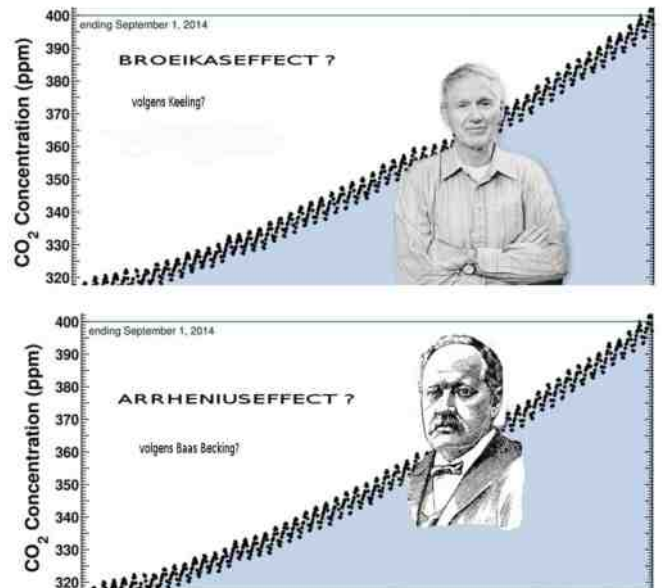 400
ending September 1, 2014
390
BROEIKASEFFECT ?
380
volgens Keeling?
370
360
350
340
330
320
CO2 Concentration (ppm)
400
ending September 1, 2014
390
380
ARRHENIUSEFFECT ?
370
volgens Baas Becking?
360
350
340
330
320
CO2 Concentration (ppm)